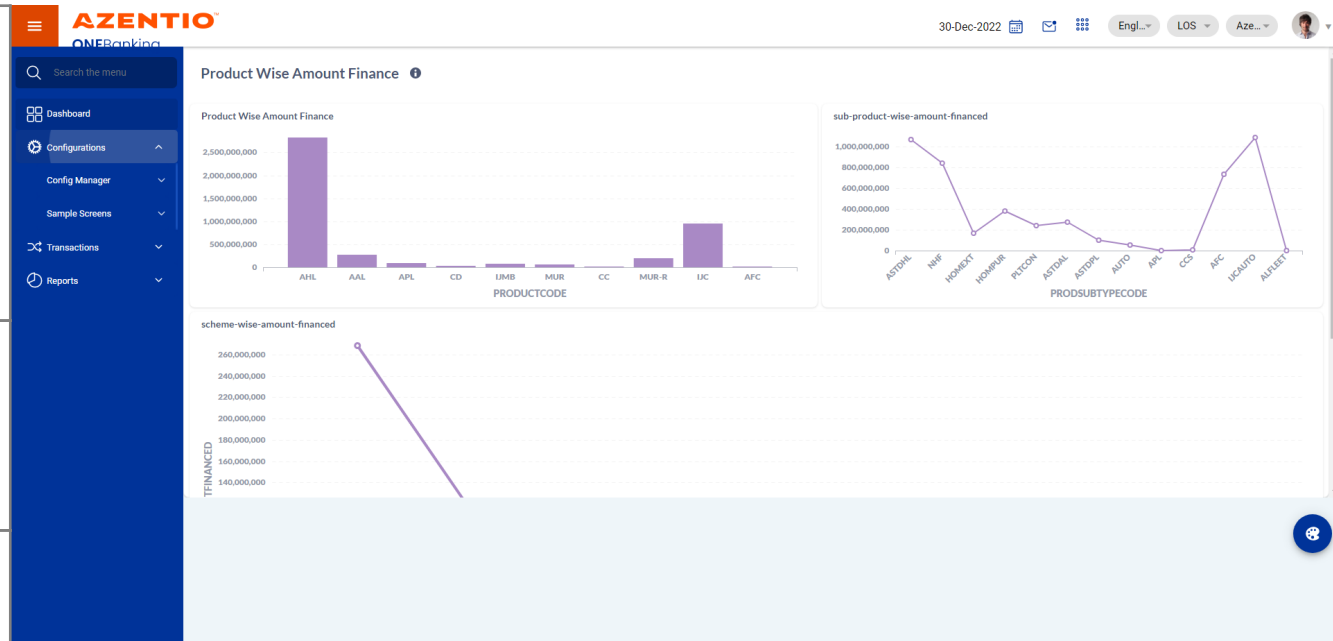 AZENTIO
ONEBanking
30-Dec-2022
Engl...
LOS
Aze...
Search the menu
Dashboard
Configurations
Config Manager
Sample Screens
Transactions
Reports
Product Wise Amount Finance
Product Wise Amount Finance
2,500,000,000
2,000,000,000
1,500,000,000
1,000,000,000
500,000,000
0
AHL AAL APL CD IJMB MUR CC MUR-R IJC AFC
PRODUCTCODE
sub-product-wise-amount-financed
1,000,000,000
800,000,000
600,000,000
400,000,000
200,000,000
0
ASTDHL NHF HOMEXT HOMPUR PLTCON ASTDAL ASTDPL AUTO APL CCS AFC IJCAUTO ALFLEET
PRODSUBTYPECODE
scheme-wise-amount-financed
260,000,000
240,000,000
220,000,000
200,000,000
180,000,000
160,000,000
140,000,000
TFINANCED